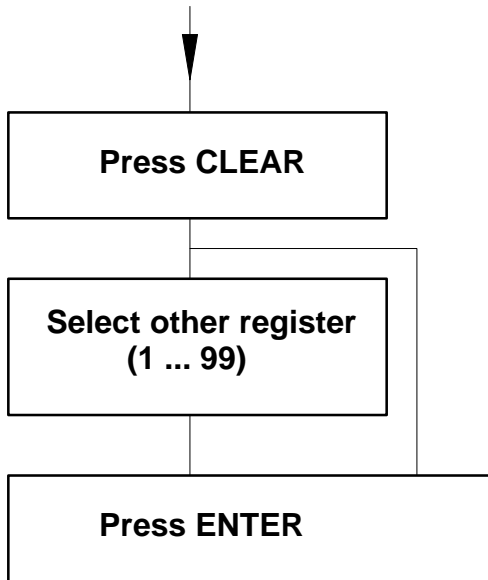 Press CLEAR
Select other register
(1 ... 99)
Press ENTER